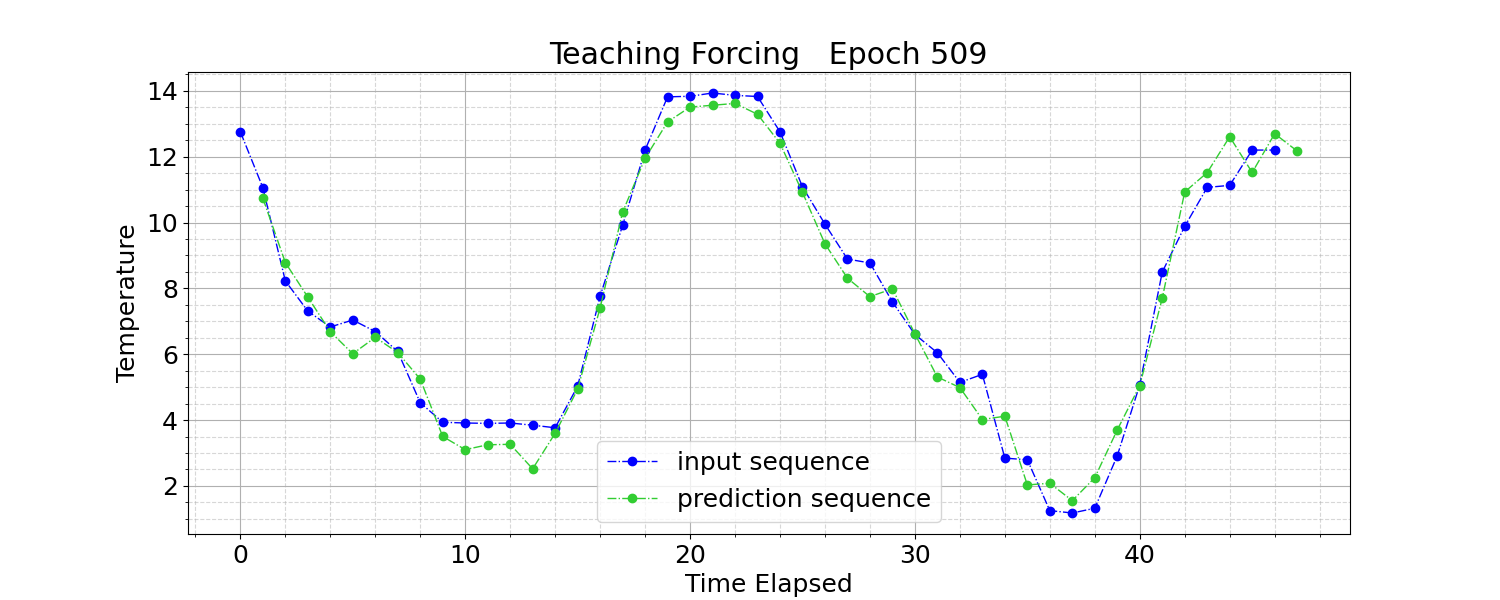 Teaching Forcing   Epoch 509
14
12
10
8
6
4
2
Temperature
input sequence
prediction sequence
0 10 20 30 40
Time Elapsed